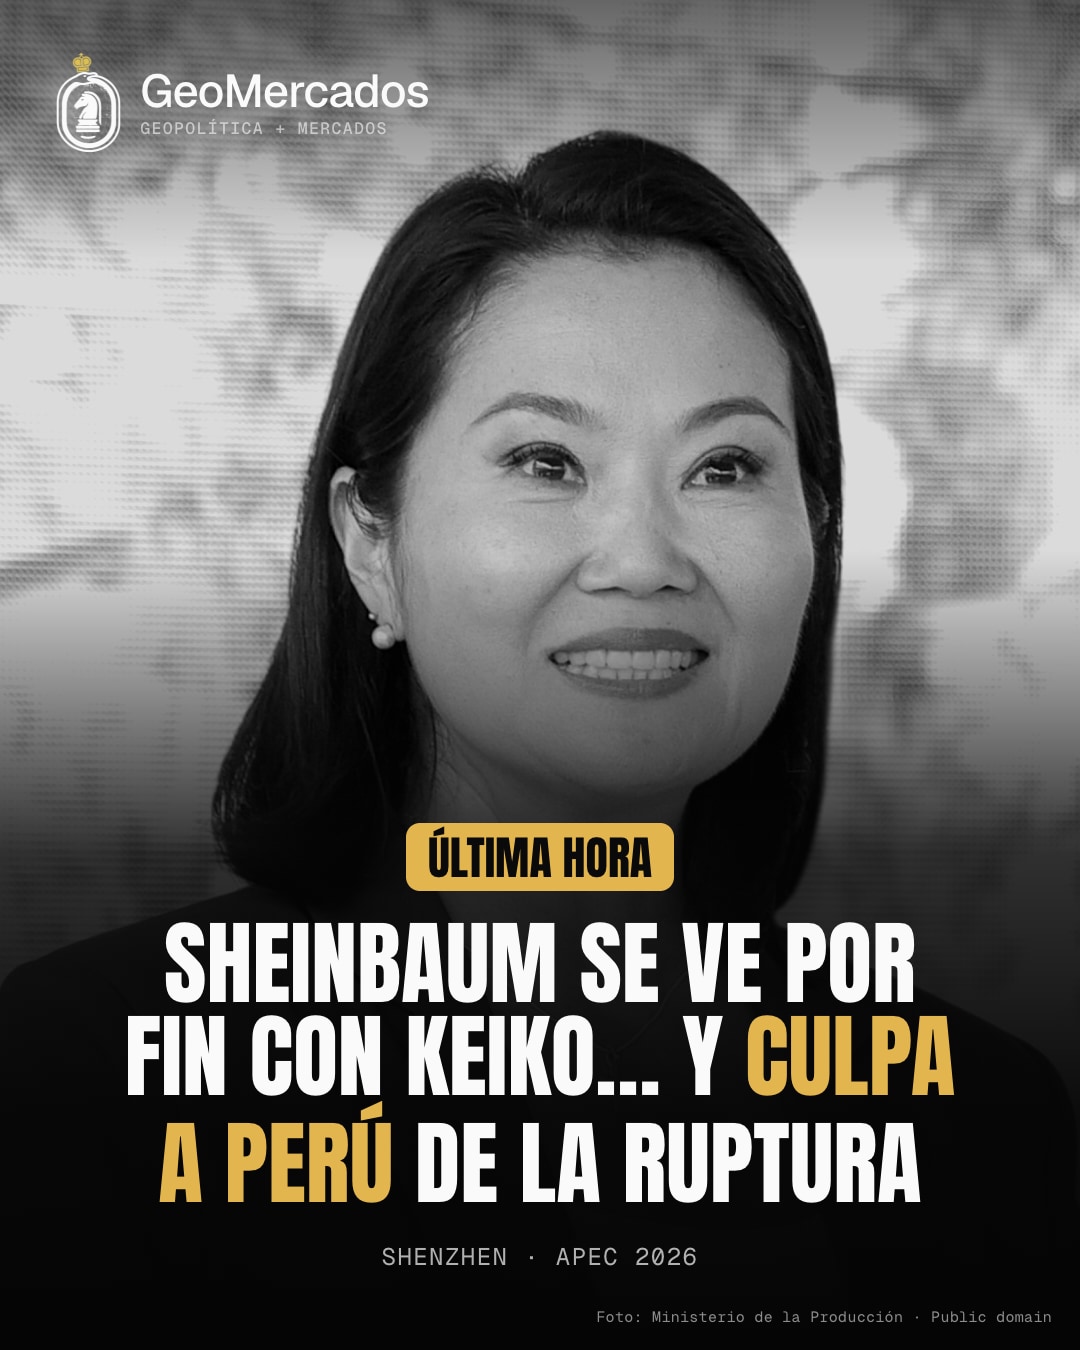 GeoMercados
GEOPOLÍTICA + MERCADOS
ÚLTIMA HORA
SHEINBAUM SE VE POR
FIN CON KEIKO... Y CULPA
A PERÚ DE LA RUPTURA
SHENZHEN · APEC 2026
Foto: Ministerio de la Producción · Public domain